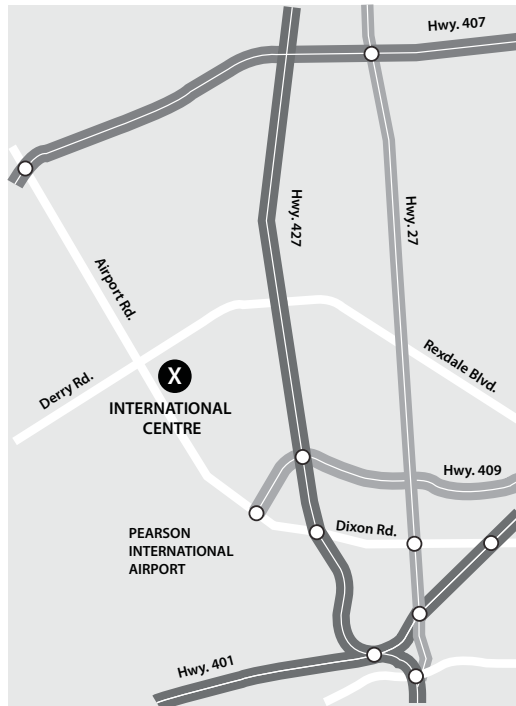 Hwy. 407
Hwy. 427
Hwy. 27
Airport Rd.
Rexdale Blvd.
Derry Rd.
X
INTERNATIONAL
CENTRE
Hwy. 409
Dixon Rd.
PEARSON
INTERNATIONAL
AIRPORT
Hwy. 401